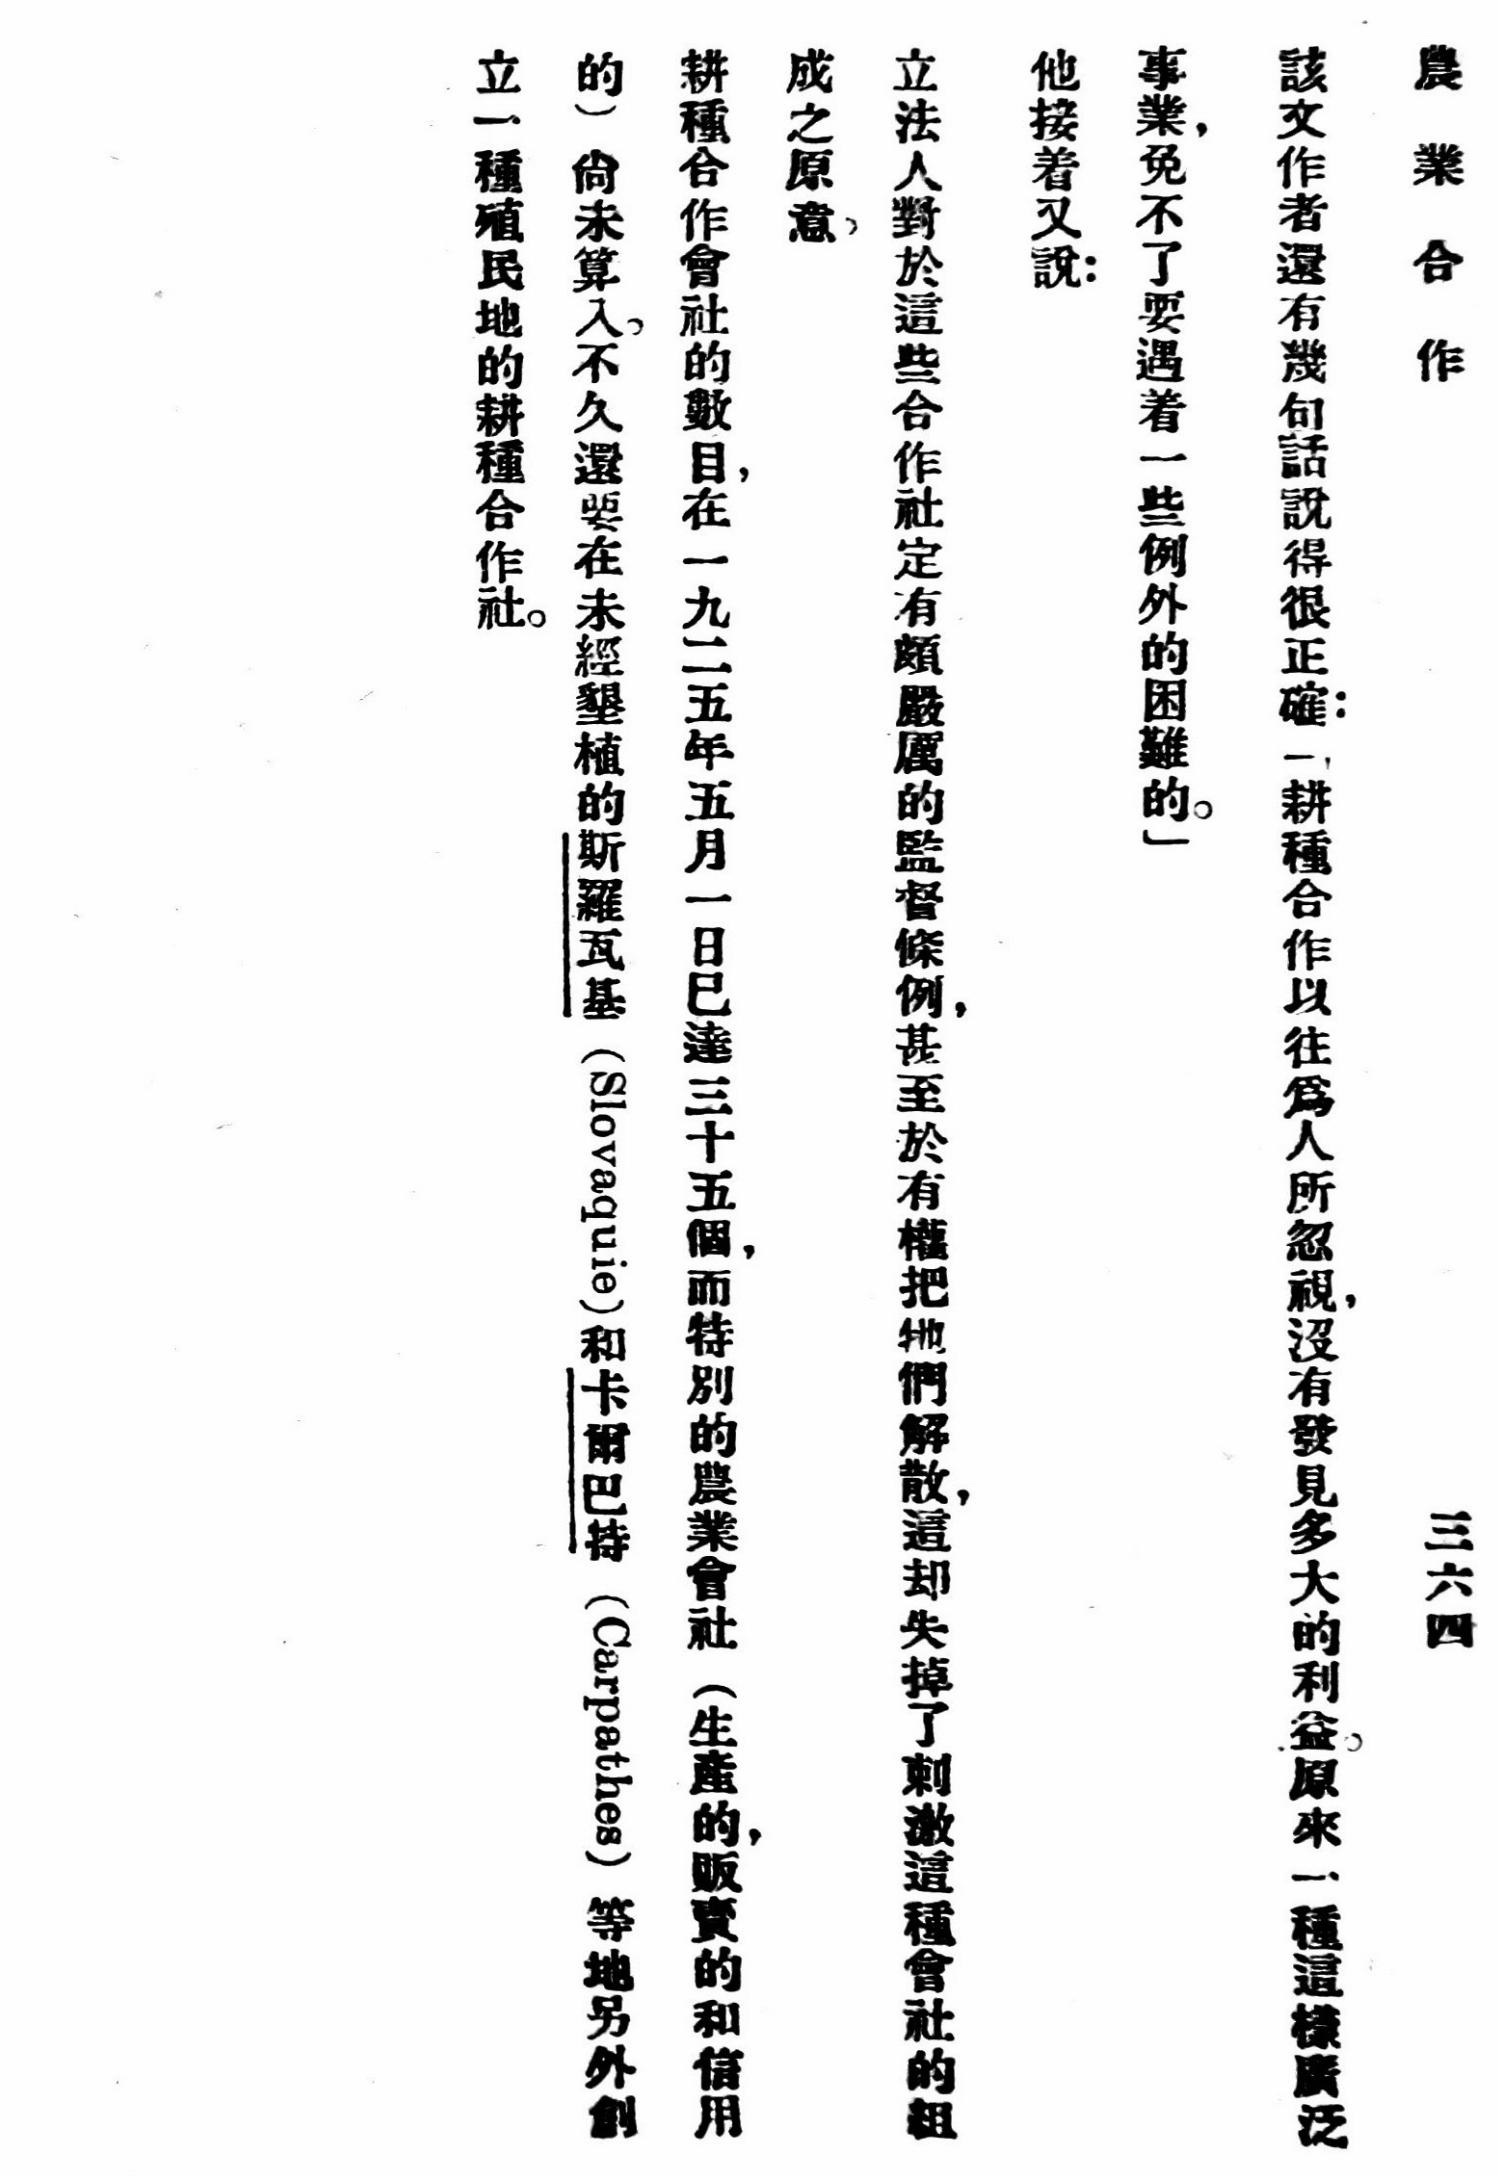 農業合作
三六四
該文作者還有幾句話說得很正確：「耕種合作以往爲人所忽視，沒有發見多大的利益。原來一種這樣廣泛
事業，免不了要遇着一些例外的困難的。」
他接着又說：
立法人對於這些合作社定有頗嚴厲的監督條例，甚至於有權把牠們解散，這却失掉了刺激這種會社的組
成之原意。
耕種合作會社的數目，在一九二五年五月一日已達三十五個，而特別的農業會社（生產的，販賣的和信用
的）尙未算入。不久還要在未經墾植的斯羅瓦基（Slovaquie）和卡爾巴特（Carpathes）等地另外創
立一種殖民地的耕種合作社。